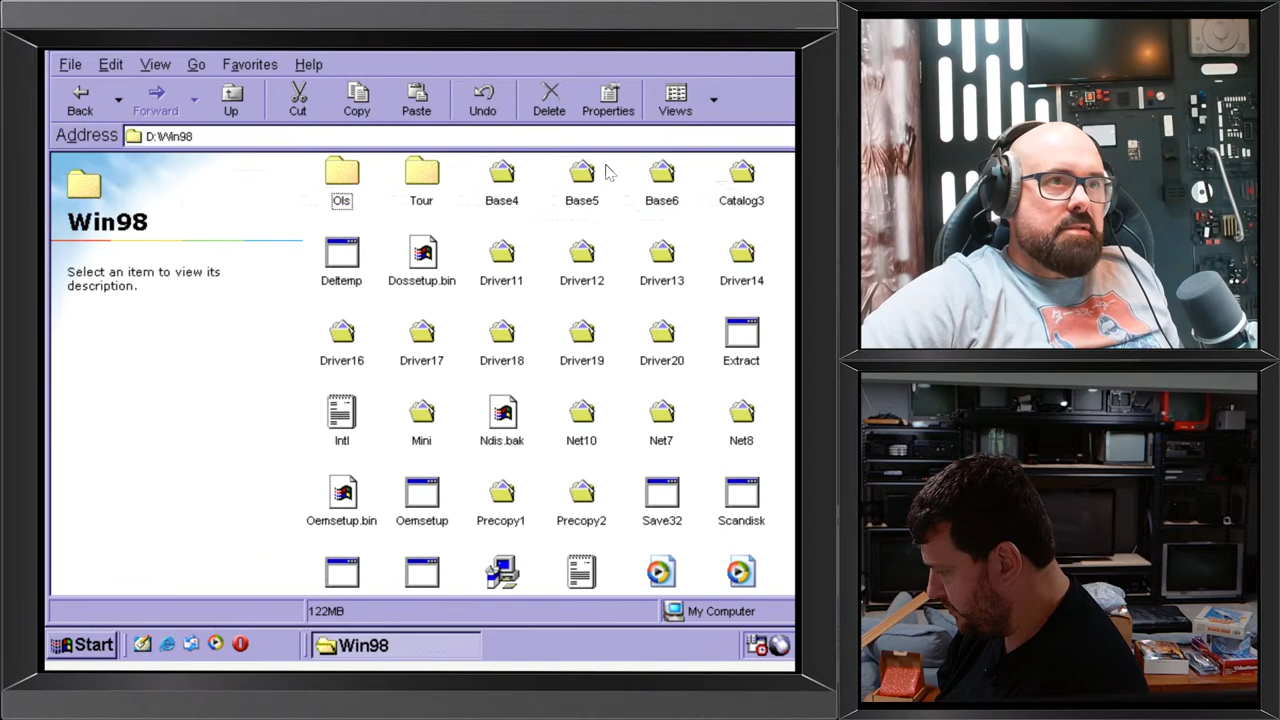 File Edit View Go Favorites Help
Back Forward Up Cut Copy Paste Undo Delete Properties Views
Address D:\Win98
Win98
Select an item to view its
description.
Ols Tour Base4 Base5 Base6 Catalog3
Deltemp Dossetup.bin Driver11 Driver12 Driver13 Driver14
Driver16 Driver17 Driver18 Driver19 Driver20 Extract
Intl Mini Ndis.bak Net10 Net7 Net8
Oemsetup.bin Oemsetup Precopy1 Precopy2 Save32 Scandisk
122MB My Computer
Start Win98